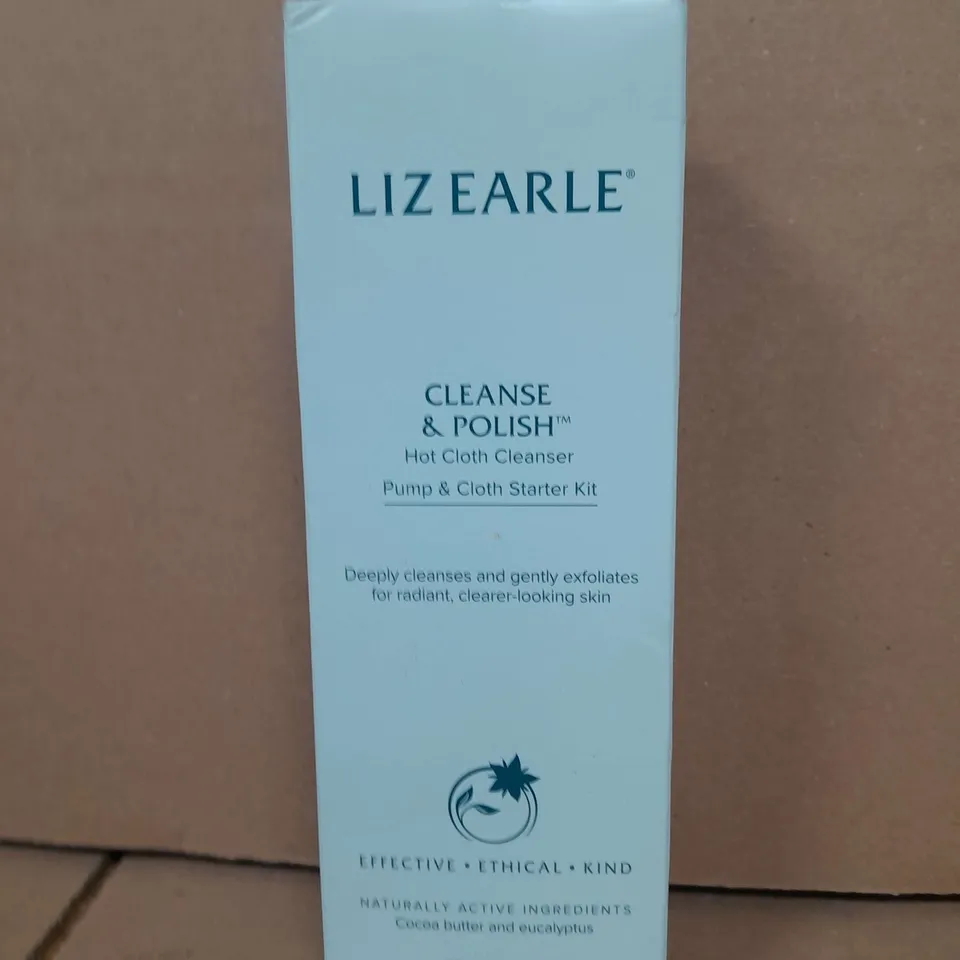 LIZ EARLE®
CLEANSE
& POLISH™
Hot Cloth Cleanser
Pump & Cloth Starter Kit
Deeply cleanses and gently exfoliates
for radiant, clearer-looking skin
EFFECTIVE • ETHICAL • KIND
NATURALLY ACTIVE INGREDIENTS
Cocoa butter and eucalyptus